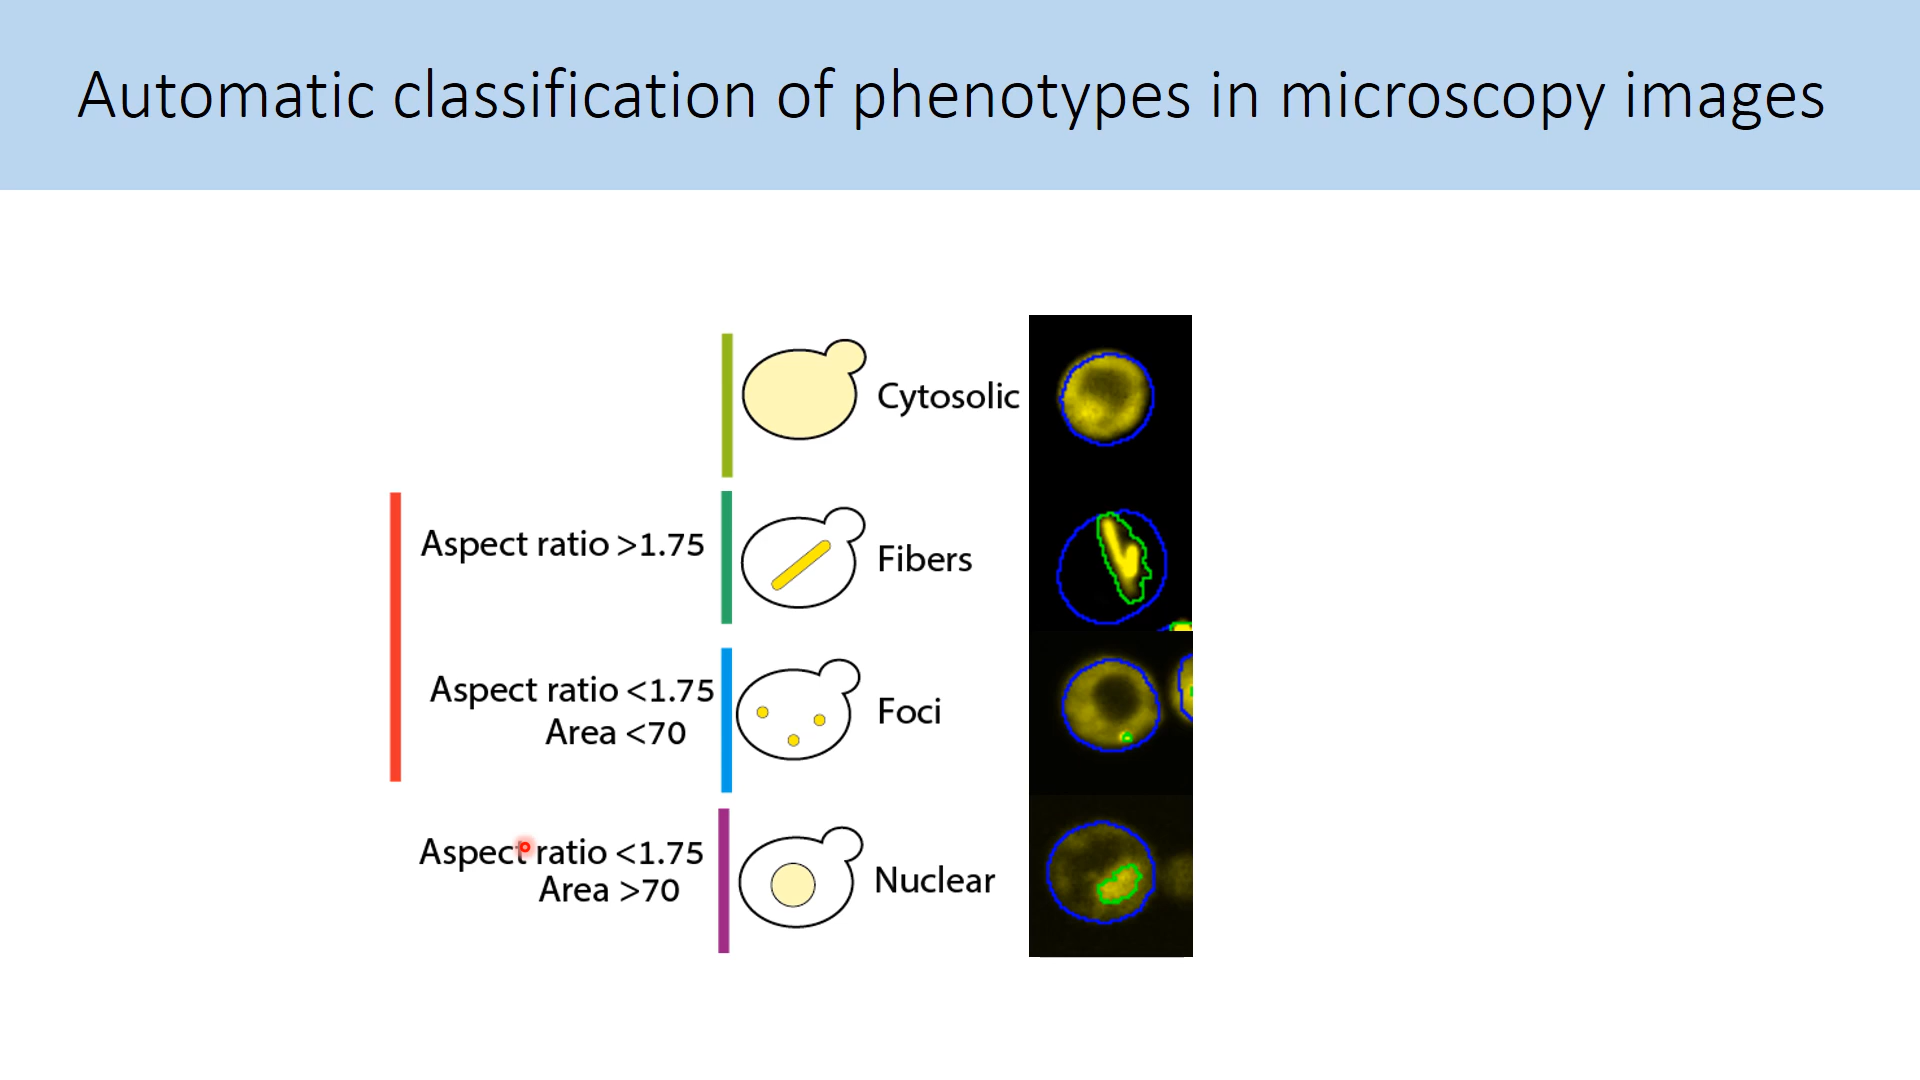 Automatic classification of phenotypes in microscopy images
Cytosolic
Aspect ratio >1.75
Fibers
Aspect ratio <1.75
Area <70
Foci
Aspect ratio <1.75
Area >70
Nuclear